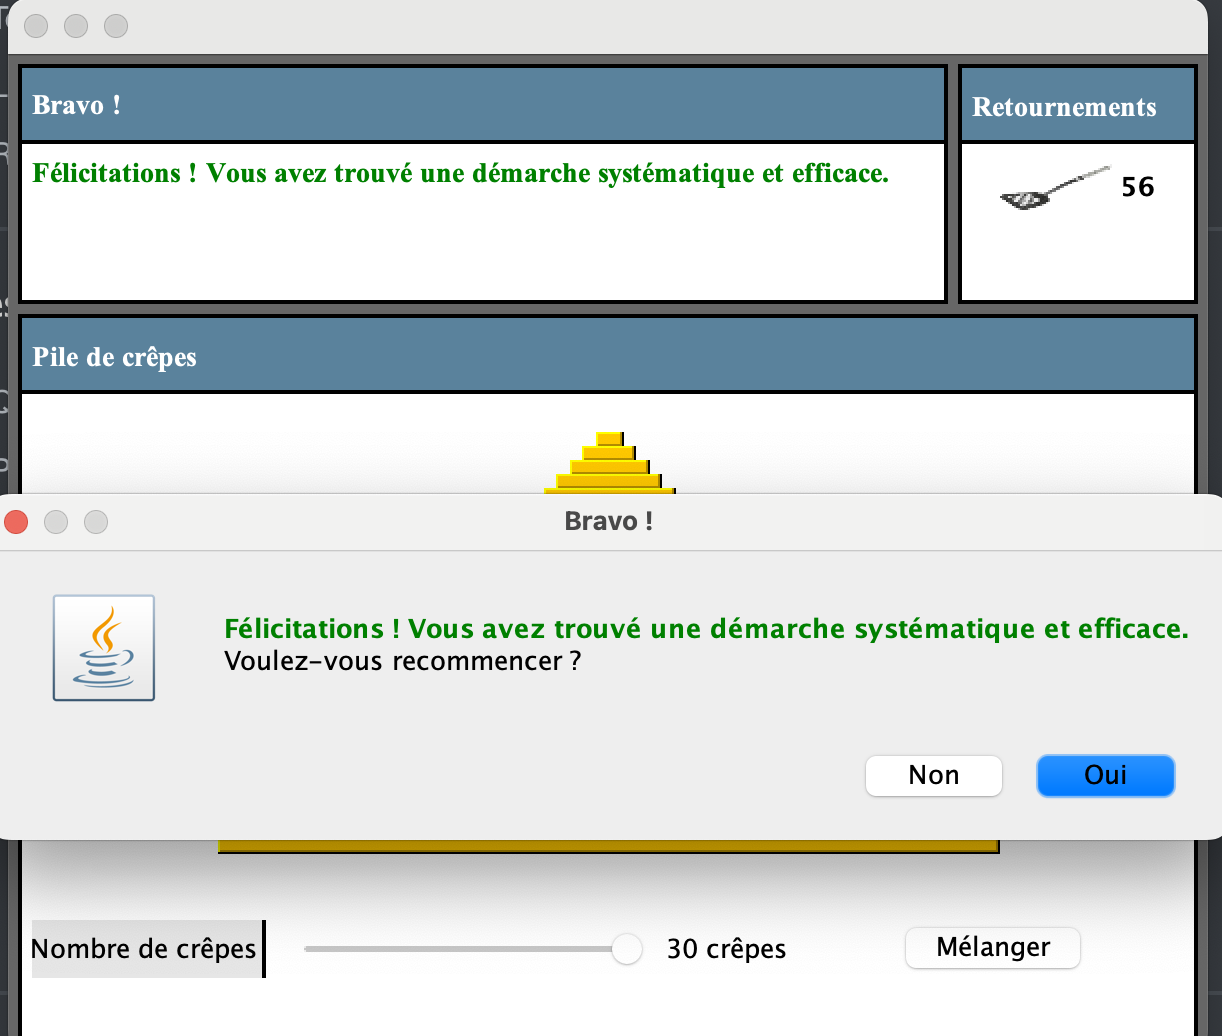 Bravo !
Retournements
Félicitations ! Vous avez trouvé une démarche systématique et efficace.
56
Pile de crêpes
Bravo !
Félicitations ! Vous avez trouvé une démarche systématique et efficace.
Voulez-vous recommencer ?
Non
Oui
Nombre de crêpes
30 crêpes
Mélanger